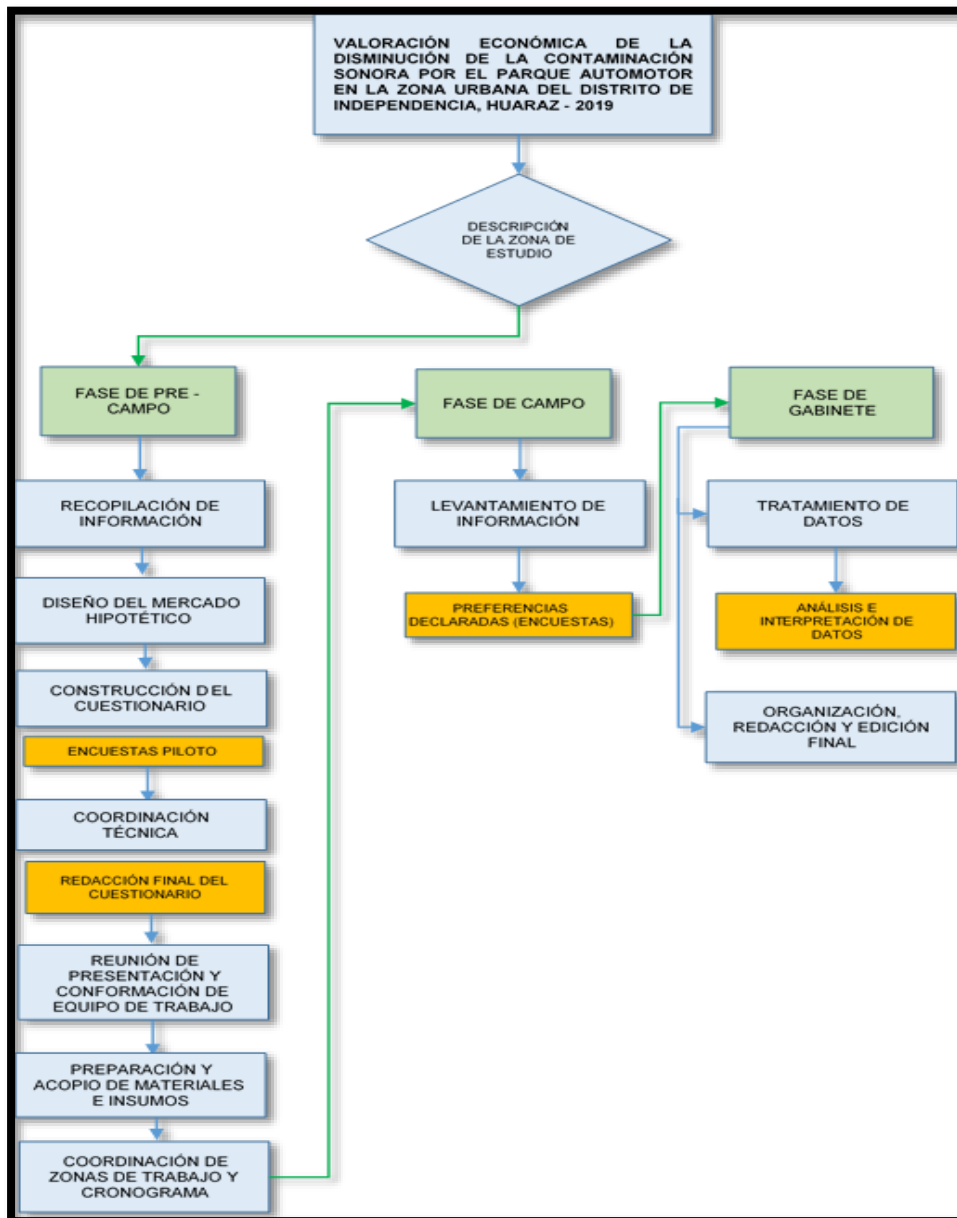 VALORACIÓN ECONÓMICA DE LA
DISMINUCIÓN DE LA CONTAMINACIÓN
SONORA POR EL PARQUE AUTOMOTOR
EN LA ZONA URBANA DEL DISTRITO DE
INDEPENDENCIA, HUARAZ - 2019
DESCRIPCIÓN
DE LA ZONA DE
ESTUDIO
FASE DE PRE -
CAMPO
RECOPILACIÓN DE
INFORMACIÓN
DISEÑO DEL MERCADO
HIPOTÉTICO
CONSTRUCCIÓN DEL
CUESTIONARIO
ENCUESTAS PILOTO
COORDINACIÓN
TÉCNICA
REDACCIÓN FINAL DEL
CUESTIONARIO
REUNIÓN DE
PRESENTACIÓN Y
CONFORMACIÓN DE
EQUIPO DE TRABAJO
PREPARACIÓN Y
ACOPIO DE MATERIALES
E INSUMOS
COORDINACIÓN DE
ZONAS DE TRABAJO Y
CRONOGRAMA
FASE DE CAMPO
LEVANTAMIENTO DE
INFORMACIÓN
PREFERENCIAS
DECLARADAS (ENCUESTAS)
FASE DE
GABINETE
TRATAMIENTO DE
DATOS
ANÁLISIS E
INTERPRETACIÓN DE
DATOS
ORGANIZACIÓN,
REDACCIÓN Y EDICIÓN
FINAL